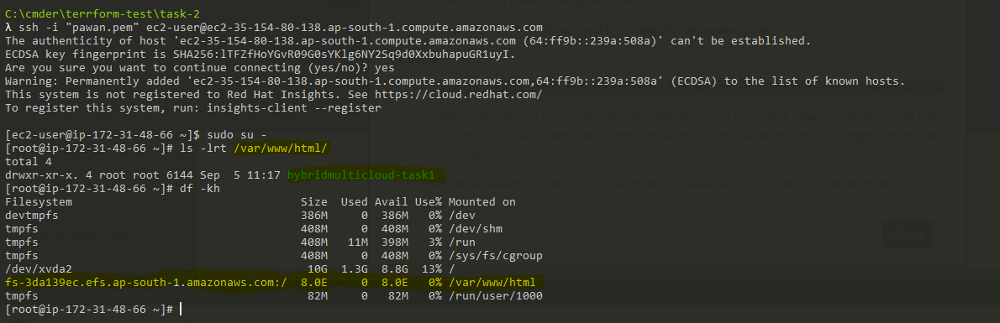 C:\cmder\terrform-test\task-2
λ ssh -i "pawan.pem" ec2-user@ec2-35-154-80-138.ap-south-1.compute.amazonaws.com
The authenticity of host 'ec2-35-154-80-138.ap-south-1.compute.amazonaws.com (64:ff9b::239a:508a)' can't be established.
ECDSA key fingerprint is SHA256:lTFZfHoYGvR09G0sYKlg6NY2Sq9d0XxbuhapuGR1uyI.
Are you sure you want to continue connecting (yes/no)? yes
Warning: Permanently added 'ec2-35-154-80-138.ap-south-1.compute.amazonaws.com,64:ff9b::239a:508a' (ECDSA) to the list of known hosts.
This system is not registered to Red Hat Insights. See https://cloud.redhat.com/
To register this system, run: insights-client --register
[ec2-user@ip-172-31-48-66 ~]$ sudo su -
[root@ip-172-31-48-66 ~]# ls -lrt /var/www/html/
total 4
drwxr-xr-x. 4 root root 6144 Sep  5 11:17 hybridmulticloud-task1
[root@ip-172-31-48-66 ~]# df -kh
Filesystem                                 Size  Used Avail Use% Mounted on
devtmpfs                                   386M     0  386M   0% /dev
tmpfs                                      408M     0  408M   0% /dev/shm
tmpfs                                      408M   11M  398M   3% /run
tmpfs                                      408M     0  408M   0% /sys/fs/cgroup
/dev/xvda2                                  10G  1.3G  8.8G  13% /
fs-3da139ec.efs.ap-south-1.amazonaws.com:/  8.0E     0  8.0E   0% /var/www/html
tmpfs                                       82M     0   82M   0% /run/user/1000
[root@ip-172-31-48-66 ~]#
Close